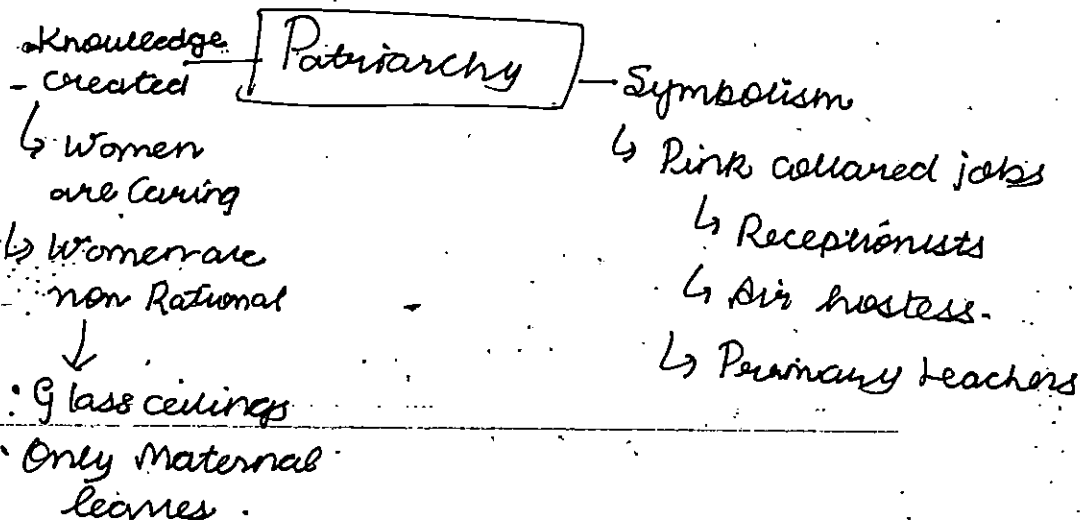 Patriarchy
Knowledge
- created
↳ Women
are Caring
↳ Women are
non Rational
↓
• Glass ceilings
• Only Maternal
leaves.
Symbolism
↳ Pink collared jobs
↳ Receptionists
↳ Air hostess.
↳ Primary teachers